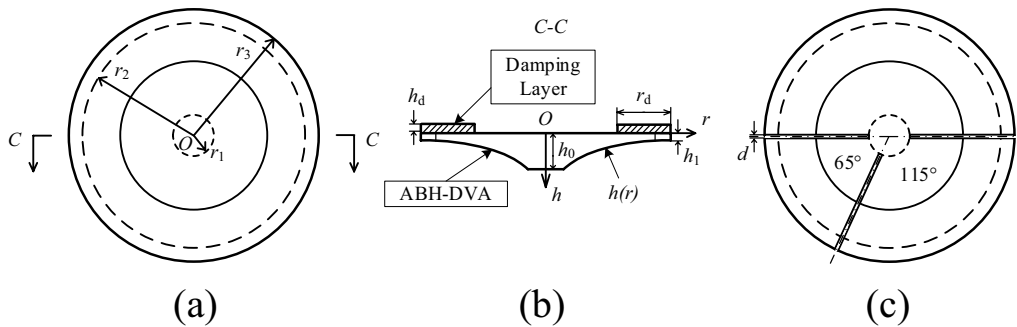 C
r2
r3
O
r1
C
(a)
C-C
Damping
Layer
hd
rd
O
r
h0
h1
ABH-DVA
h
h(r)
(b)
d
65°
115°
(c)